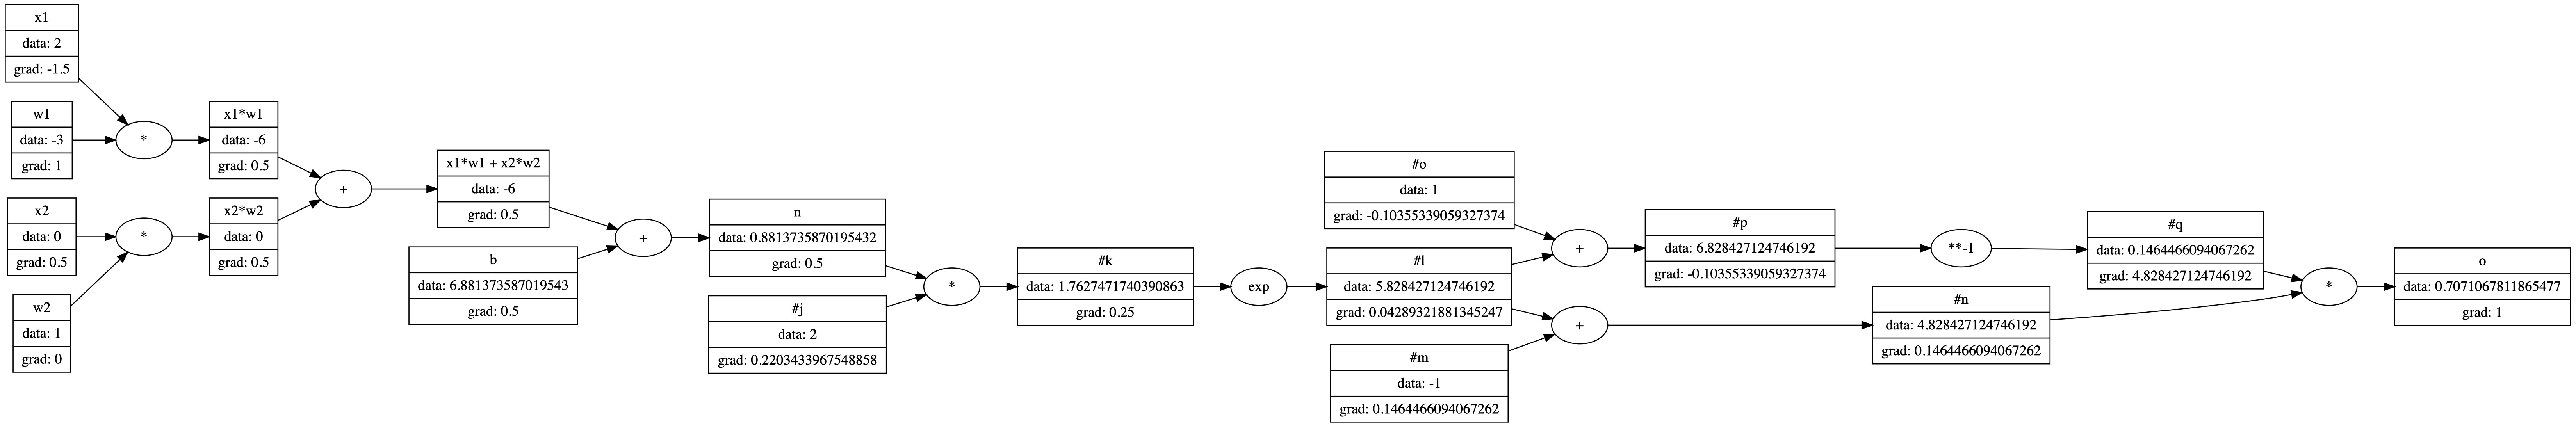 x1
data: 2
grad: -1.5
w1
data: -3
grad: 1
*
x1*w1
data: -6
grad: 0.5
x2
data: 0
grad: 0.5
*
x2*w2
data: 0
grad: 0.5
w2
data: 1
grad: 0
+
x1*w1 + x2*w2
data: -6
grad: 0.5
b
data: 6.881373587019543
grad: 0.5
+
n
data: 0.8813735870195432
grad: 0.5
#j
data: 2
grad: 0.2203433967548858
*
#k
data: 1.7627471740390863
grad: 0.25
exp
#o
data: 1
grad: -0.10355339059327374
#l
data: 5.828427124746192
grad: 0.04289321881345247
#m
data: -1
grad: 0.1464466094067262
+
+
#p
data: 6.828427124746192
grad: -0.10355339059327374
**-1
#n
data: 4.828427124746192
grad: 0.1464466094067262
#q
data: 0.1464466094067262
grad: 4.828427124746192
*
o
data: 0.7071067811865477
grad: 1